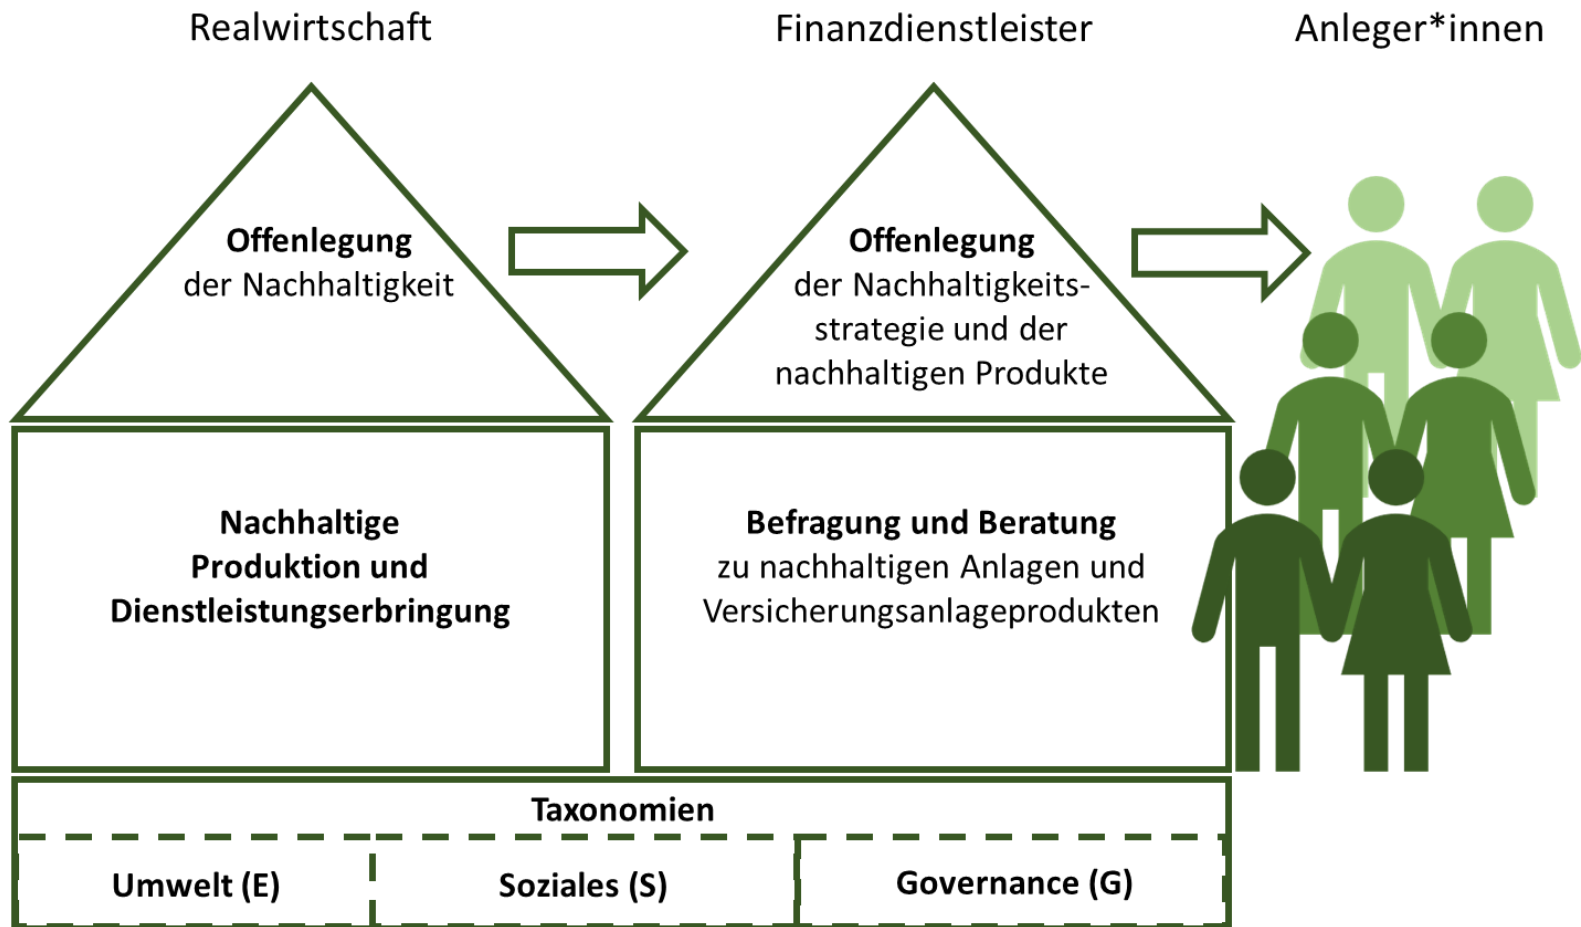 Realwirtschaft
Finanzdienstleister
Anleger*innen
Offenlegung
der Nachhaltigkeit
Offenlegung
der Nachhaltigkeits-
strategie und der
nachhaltigen Produkte
Nachhaltige
Produktion und
Dienstleistungserbringung
Befragung und Beratung
zu nachhaltigen Anlagen und
Versicherungsanlageprodukten
Taxonomien
Umwelt (E)
Soziales (S)
Governance (G)